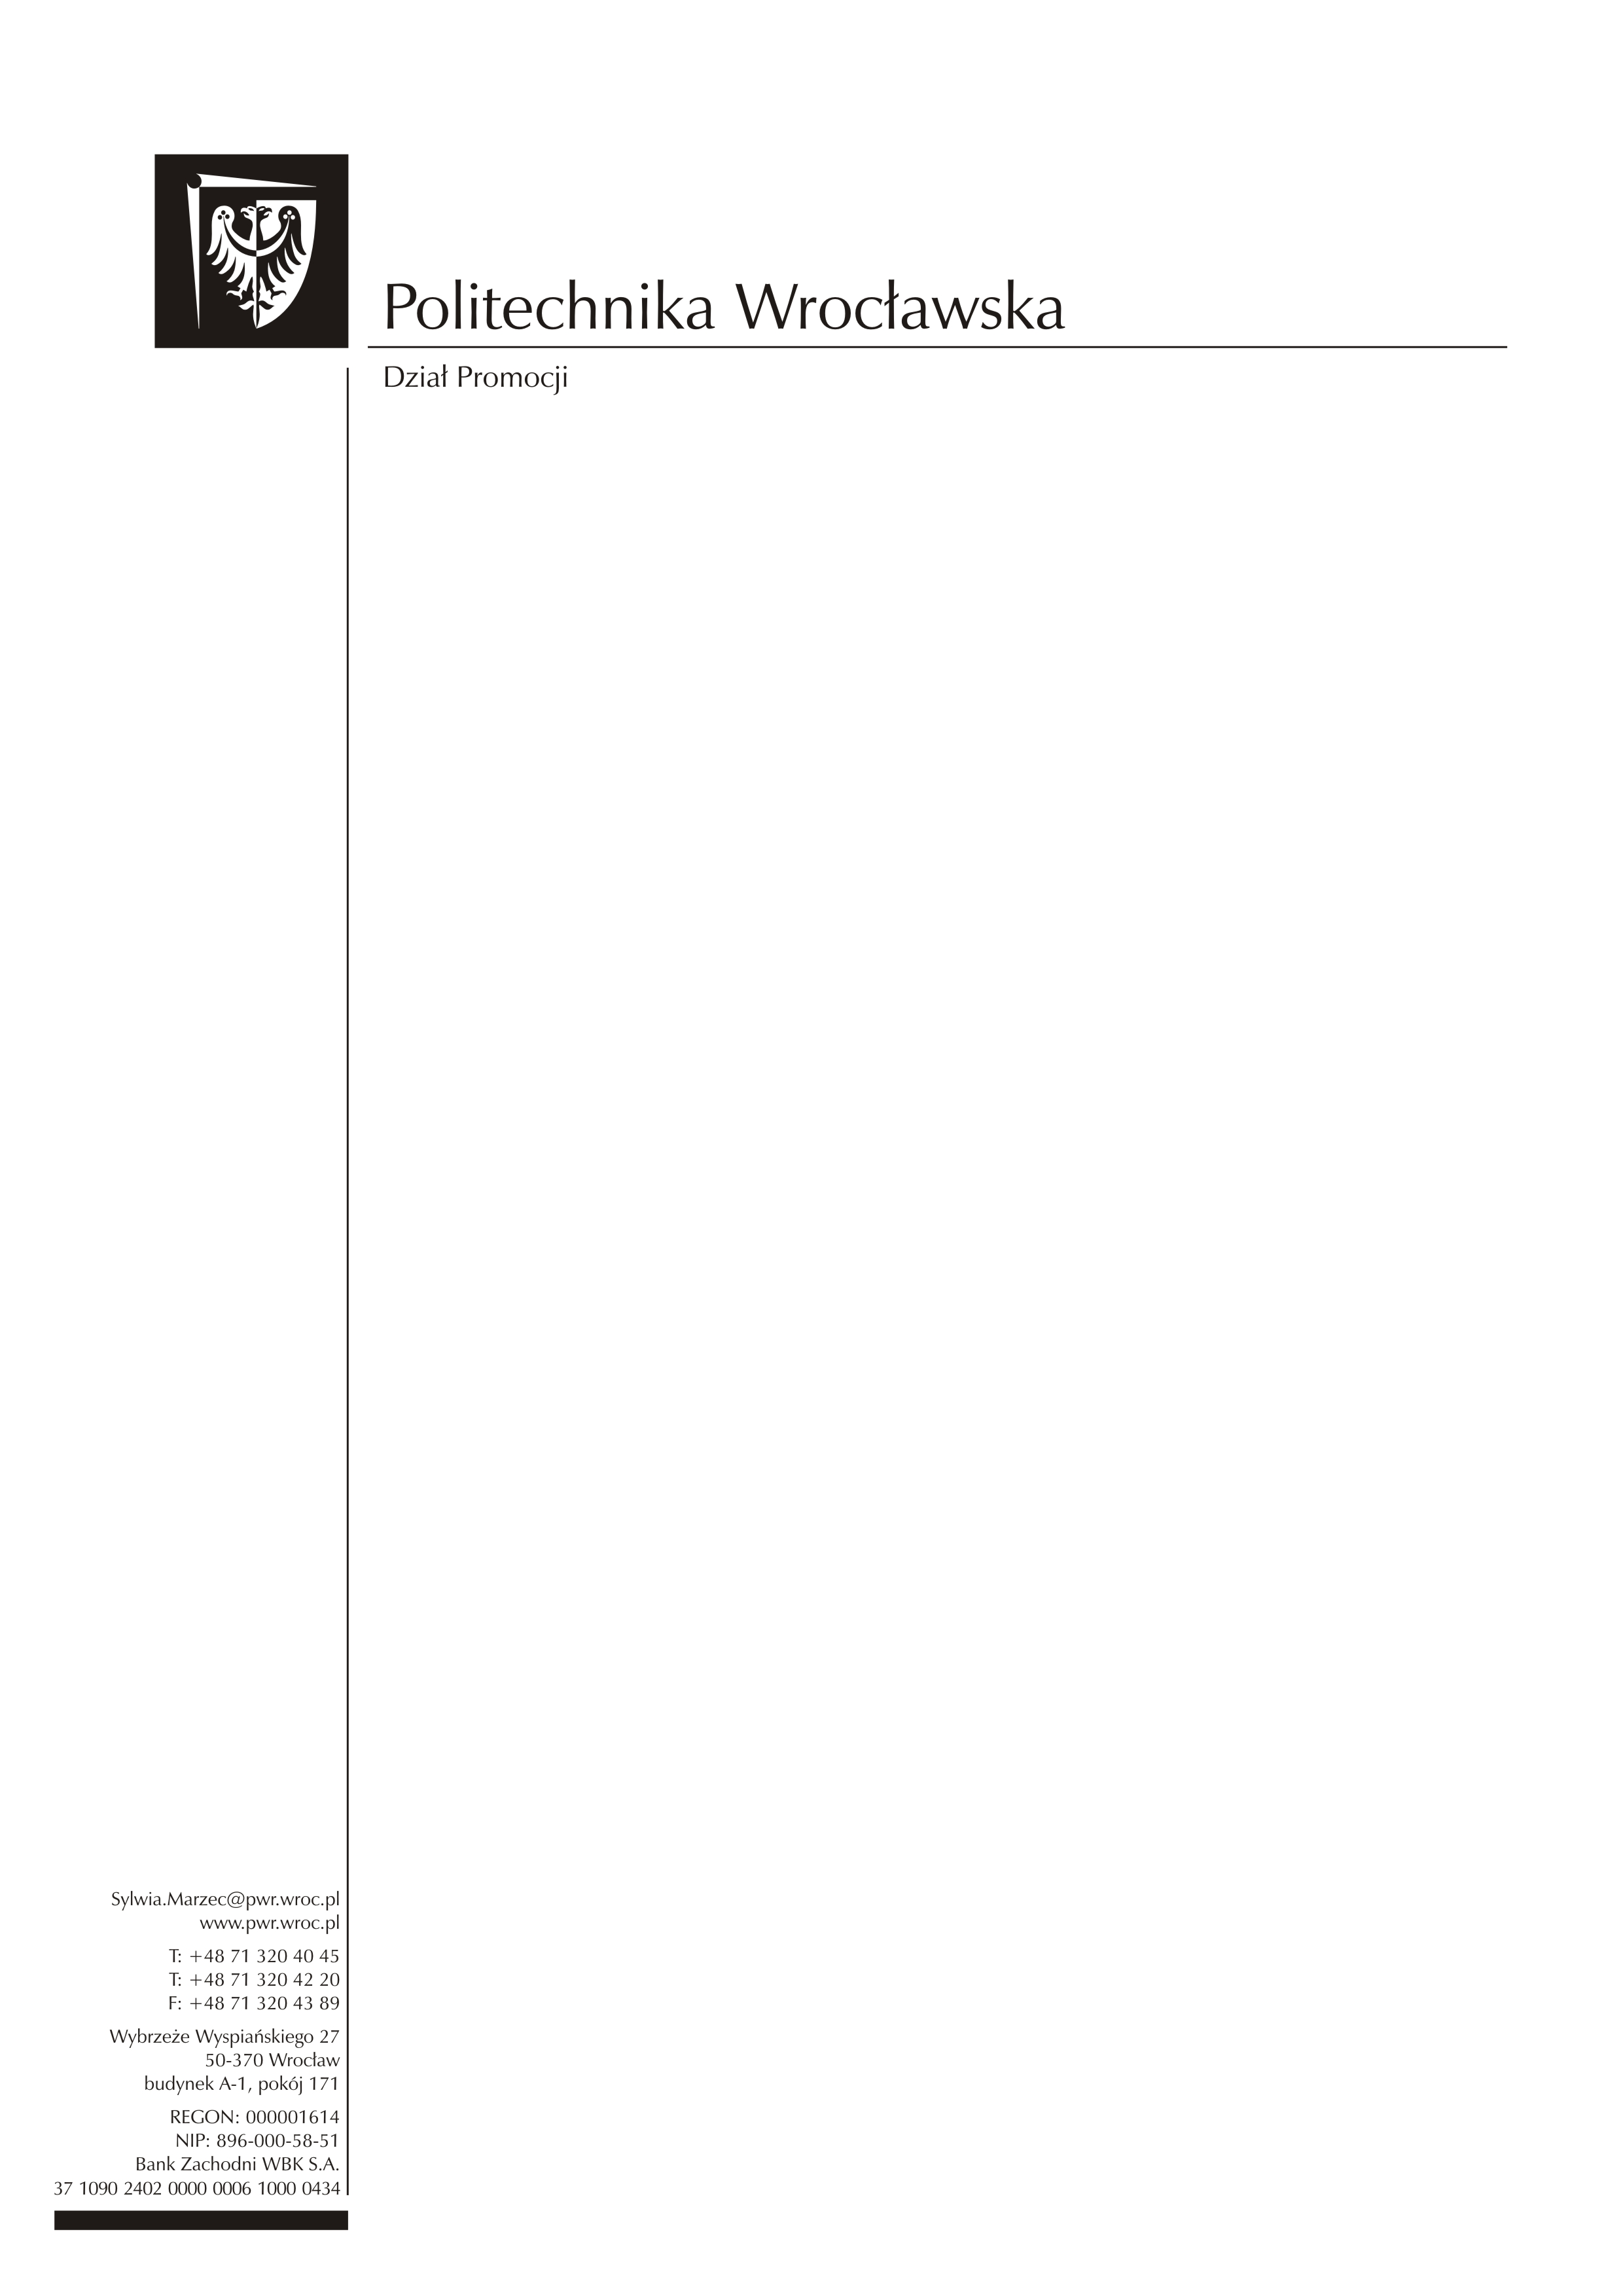 Politechnika Wrocławska
Dział Promocji
Sylwia.Marzec@pwr.wroc.pl
www.pwr.wroc.pl
T: +48 71 320 40 45
T: +48 71 320 42 20
F: +48 71 320 43 89
Wybrzeże Wyspiańskiego 27
50-370 Wrocław
budynek A-1, pokój 171
REGON: 000001614
NIP: 896-000-58-51
Bank Zachodni WBK S.A.
37 1090 2402 0000 0006 1000 0434